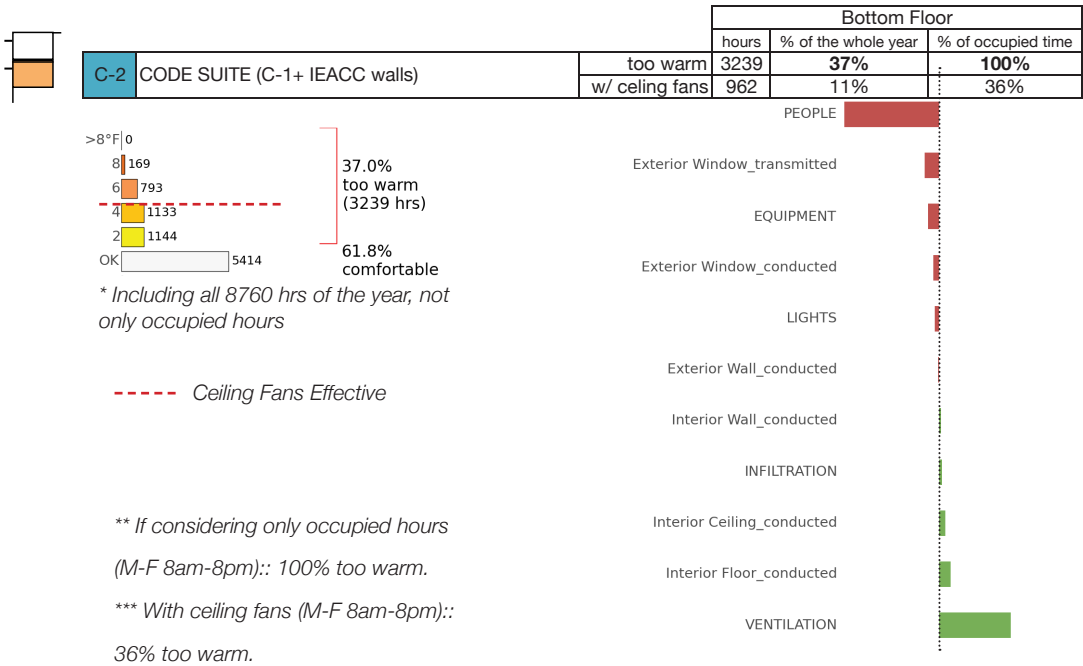 Bottom Floor
hours % of the whole year % of occupied time
C-2 CODE SUITE (C-1+ IEACC walls) too warm 3239 37% 100%
w/ celing fans 962 11% 36%
>8°F 0
8 169
6 793
4 1133
2 1144
OK 5414
37.0%
too warm
(3239 hrs)
61.8%
comfortable
* Including all 8760 hrs of the year, not
only occupied hours
Ceiling Fans Effective
** If considering only occupied hours
(M-F 8am-8pm):: 100% too warm.
*** With ceiling fans (M-F 8am-8pm)::
36% too warm.
PEOPLE
Exterior Window_transmitted
EQUIPMENT
Exterior Window_conducted
LIGHTS
Exterior Wall_conducted
Interior Wall_conducted
INFILTRATION
Interior Ceiling_conducted
Interior Floor_conducted
VENTILATION